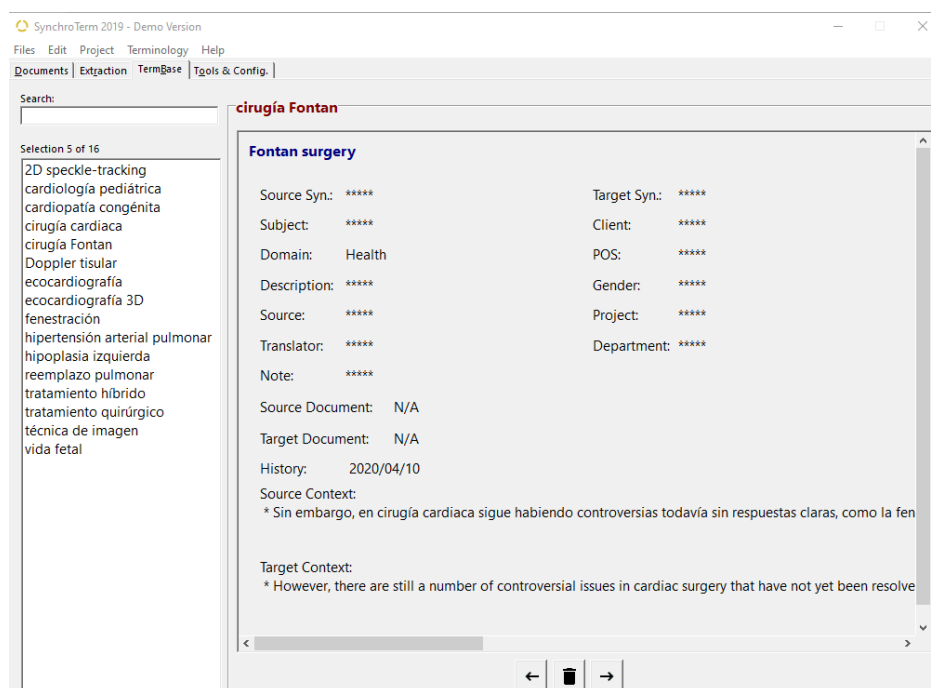 SynchroTerm 2019 - Demo Version
Files Edit Project Terminology Help
Documents Extraction TermBase Tools & Config.
Search:
Selection 5 of 16
2D speckle-tracking
cardiología pediátrica
cardiopatía congénita
cirugía cardiaca
cirugía Fontan
Doppler tisular
ecocardiografía
ecocardiografía 3D
fenestración
hipertensión arterial pulmonar
hipoplasia izquierda
reemplazo pulmonar
tratamiento híbrido
tratamiento quirúrgico
técnica de imagen
vida fetal
cirugía Fontan
Fontan surgery
Source Syn.: ***** Target Syn.: *****
Subject: ***** Client: *****
Domain: Health POS: *****
Description: ***** Gender: *****
Source: ***** Project: *****
Translator: ***** Department: *****
Note: *****
Source Document: N/A
Target Document: N/A
History: 2020/04/10
Source Context:
* Sin embargo, en cirugía cardiaca sigue habiendo controversias todavía sin respuestas claras, como la fen
Target Context:
* However, there are still a number of controversial issues in cardiac surgery that have not yet been resolve